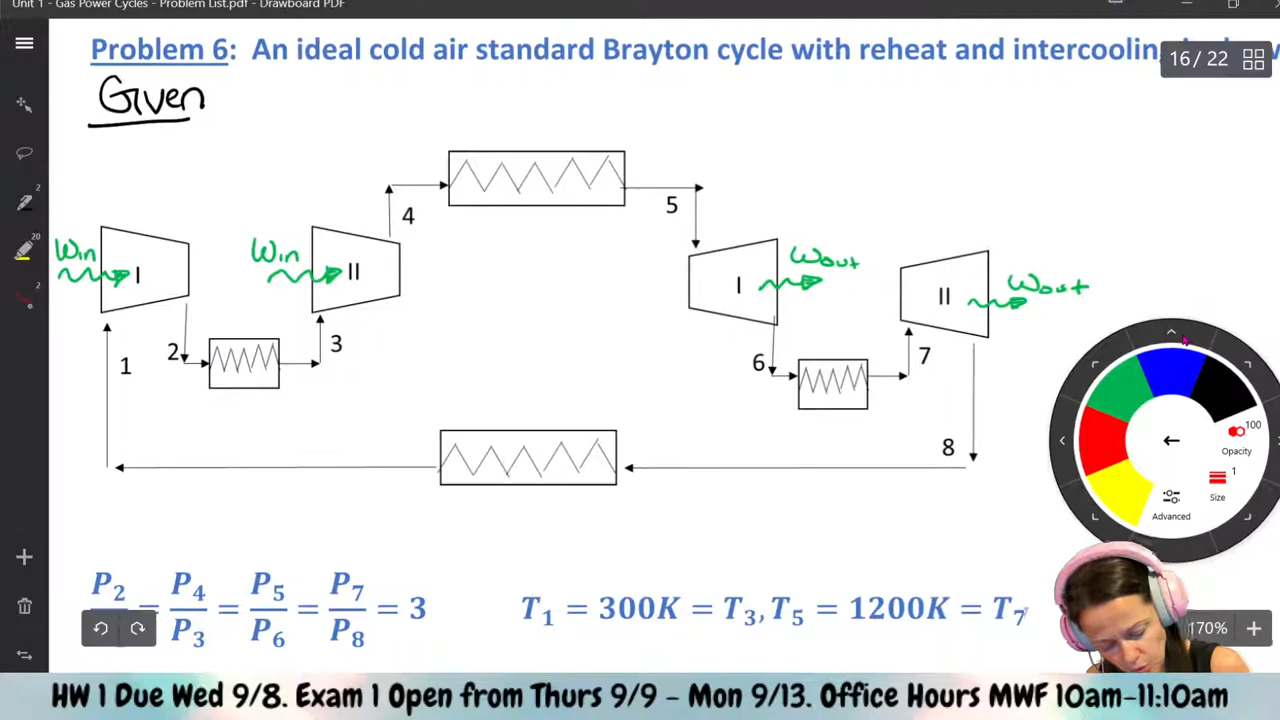 Unit 1 - Gas Power Cycles - Problem List.pdf - Drawboard PDF
Problem 6: An ideal cold air standard Brayton cycle with reheat and intercooling
16 / 22
Given
4
5
Win
I
Win
II
I
Wout
II
Wout
1
2
3
6
7
8
2
20
2
100
Opacity
1
Size
Advanced
P2 = P4/P3 = P5/P6 = P7/P8 = 3
T1 = 300K = T3, T5 = 1200K = T7
170%
HW 1 Due Wed 9/8. Exam 1 Open from Thurs 9/9 - Mon 9/13. Office Hours MWF 10am-11:10am